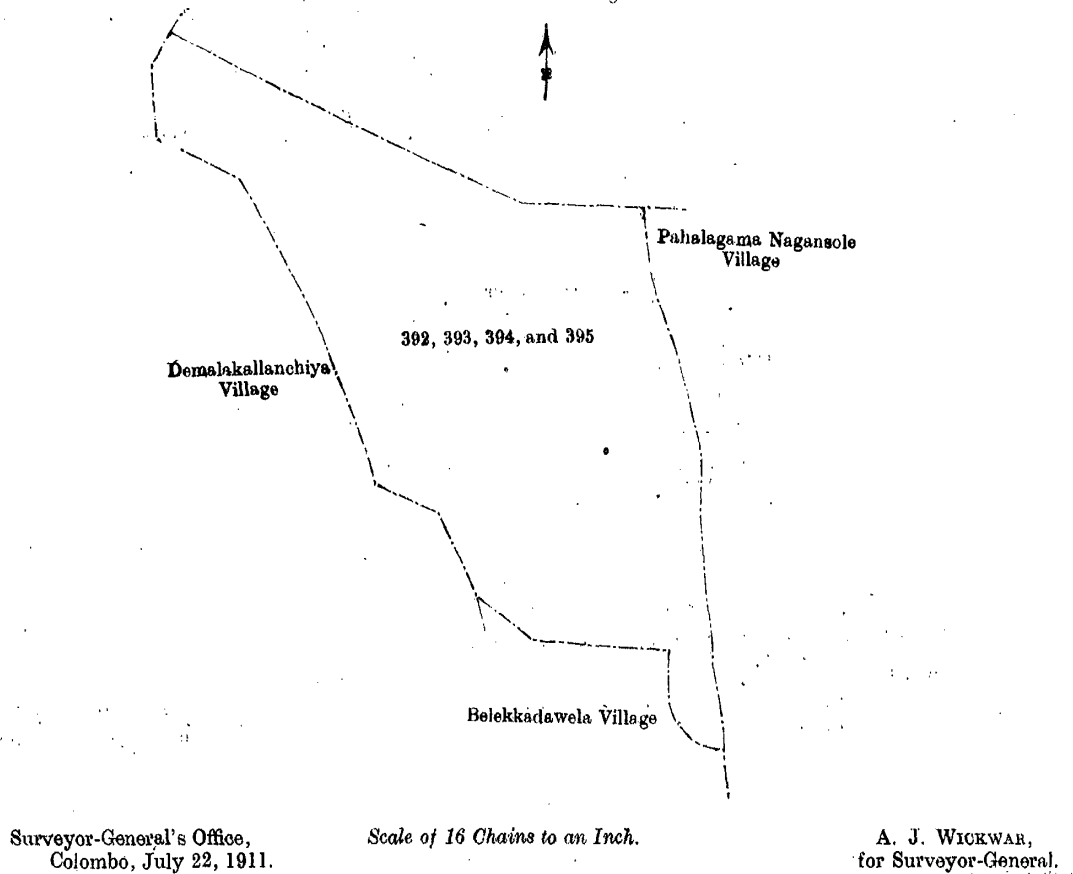 Pahalagama Nagansole
Village
392, 393, 394, and 395
Demalakallanchiya
Village
Belekkadawela Village
Surveyor-General's Office,
Colombo, July 22, 1911.
Scale of 16 Chains to an Inch.
A. J. WICKWAR,
for Surveyor-General.